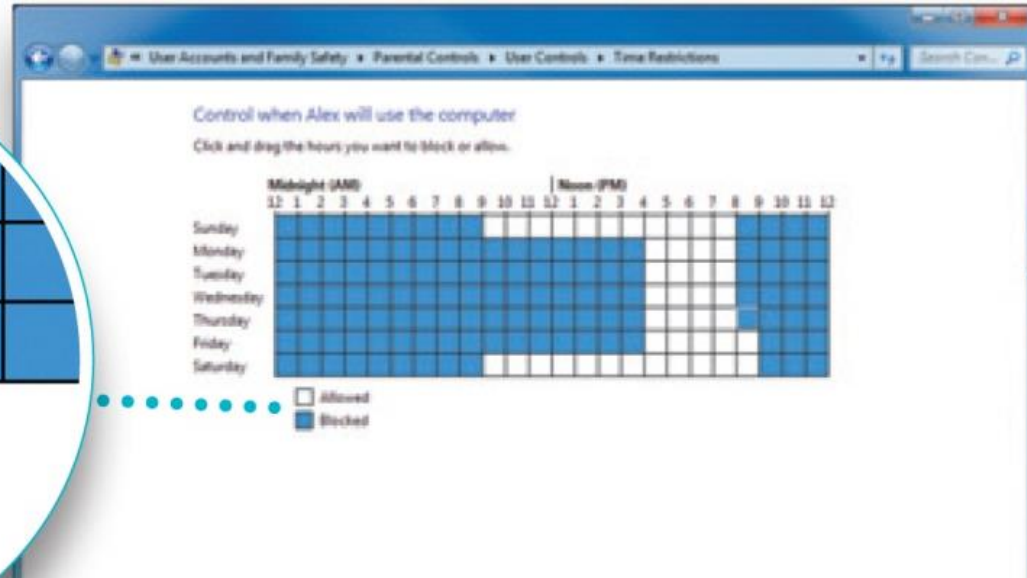 User Accounts and Family Safety ▸ Parental Controls ▸ User Controls ▸ Time Restrictions
Search Con...
Control when Alex will use the computer
Click and drag the hours you want to block or allow.
Midnight (AM) Noon (PM)
12 1 2 3 4 5 6 7 8 9 10 11 12 1 2 3 4 5 6 7 8 9 10 11 12
Sunday
Monday
Tuesday
Wednesday
Thursday
Friday
Saturday
Allowed
Blocked